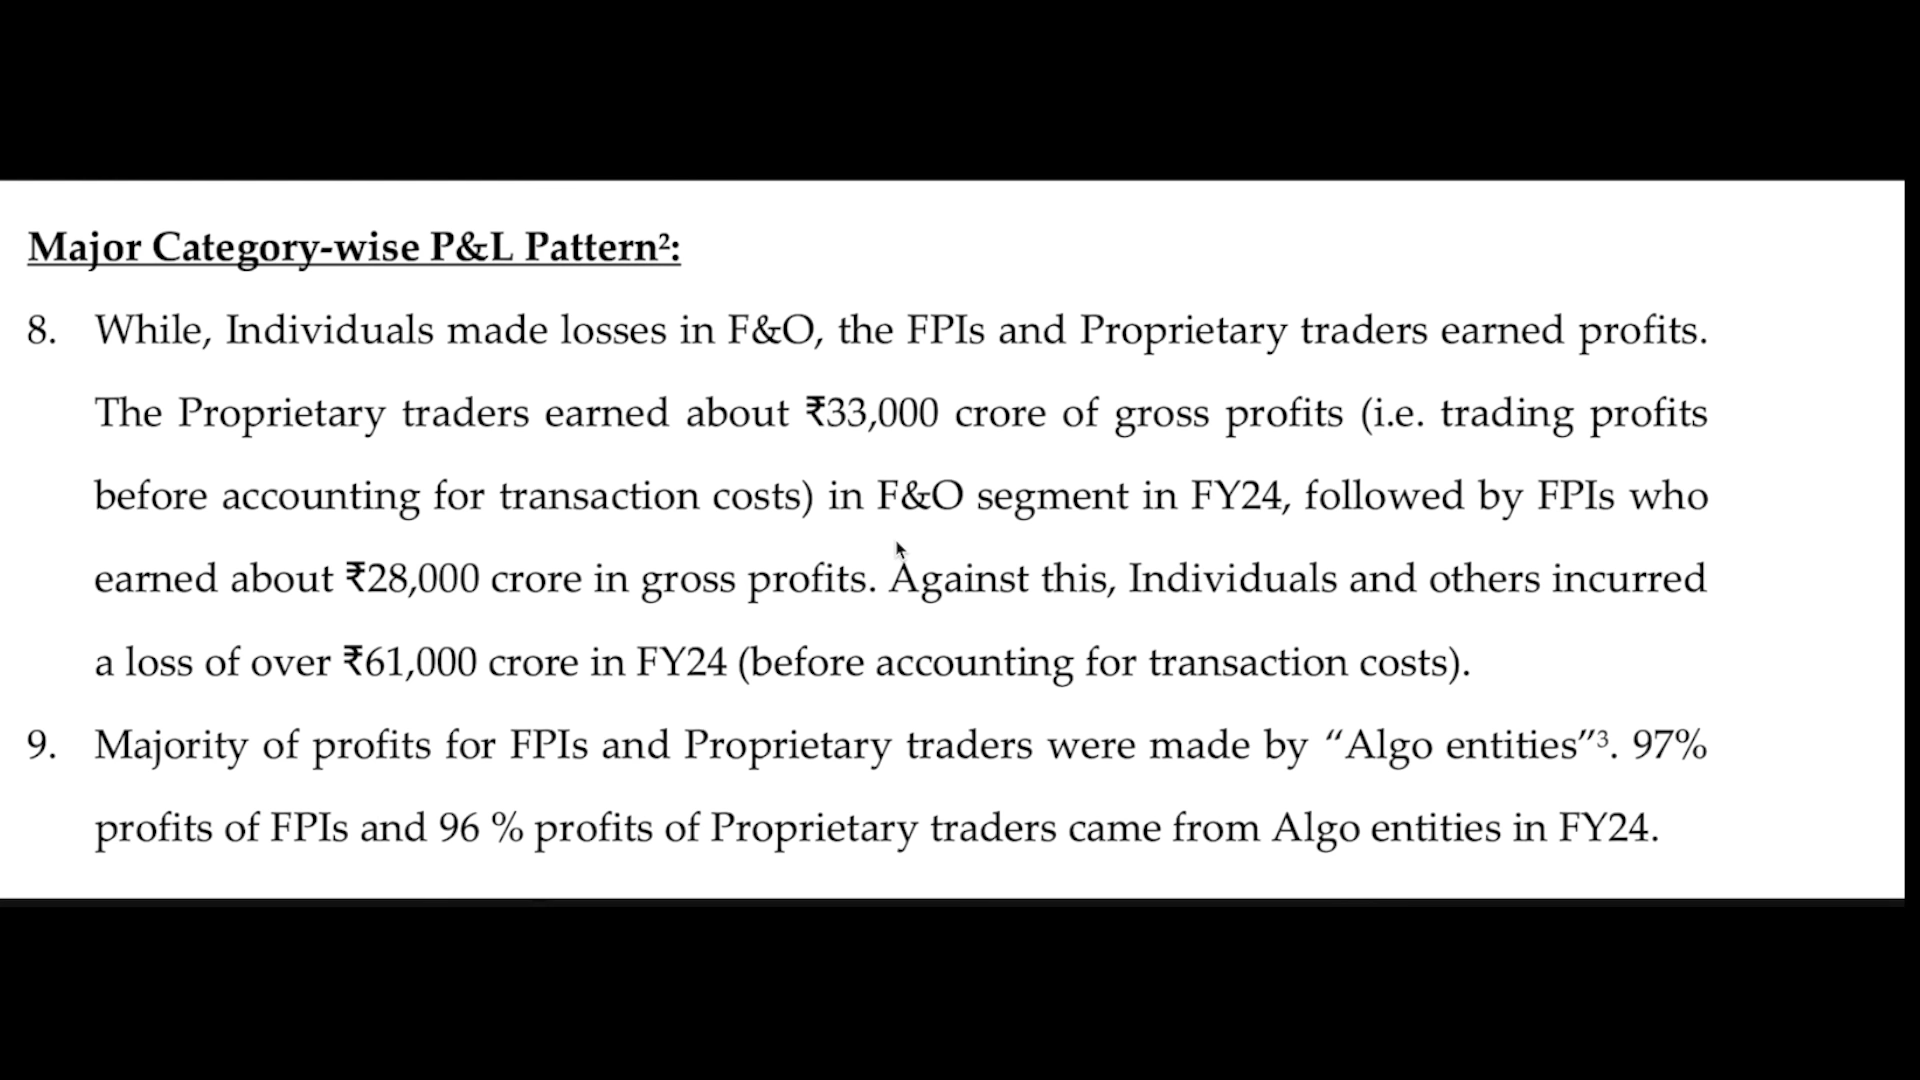 Major Category-wise P&L Pattern²:
8. While, Individuals made losses in F&O, the FPIs and Proprietary traders earned profits.
The Proprietary traders earned about ₹33,000 crore of gross profits (i.e. trading profits
before accounting for transaction costs) in F&O segment in FY24, followed by FPIs who
earned about ₹28,000 crore in gross profits. Against this, Individuals and others incurred
a loss of over ₹61,000 crore in FY24 (before accounting for transaction costs).
9. Majority of profits for FPIs and Proprietary traders were made by “Algo entities”³. 97%
profits of FPIs and 96 % profits of Proprietary traders came from Algo entities in FY24.